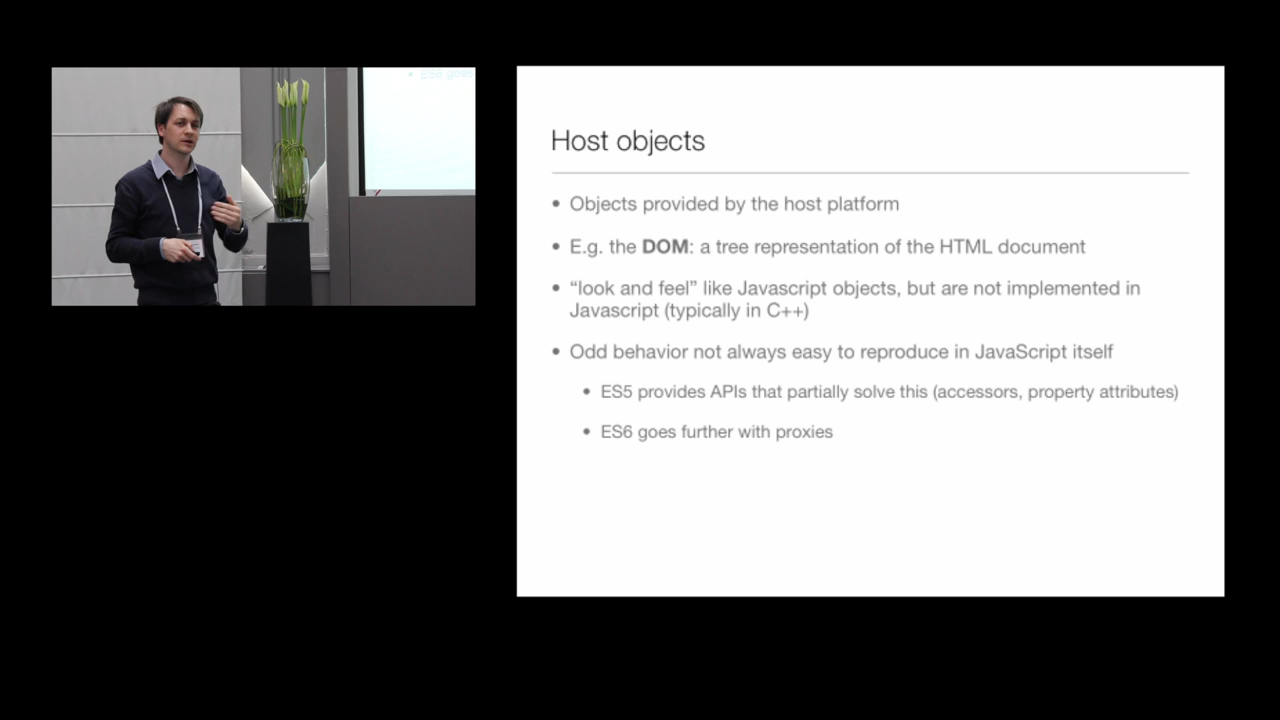 ES6 goes
Host objects
• Objects provided by the host platform
• E.g. the DOM: a tree representation of the HTML document
• “look and feel” like Javascript objects, but are not implemented in
Javascript (typically in C++)
• Odd behavior not always easy to reproduce in JavaScript itself
• ES5 provides APIs that partially solve this (accessors, property attributes)
• ES6 goes further with proxies